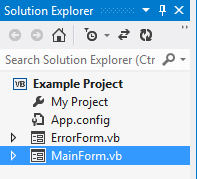 Solution Explorer
Search Solution Explorer (Ctr
VB Example Project
My Project
App.config
ErrorForm.vb
MainForm.vb